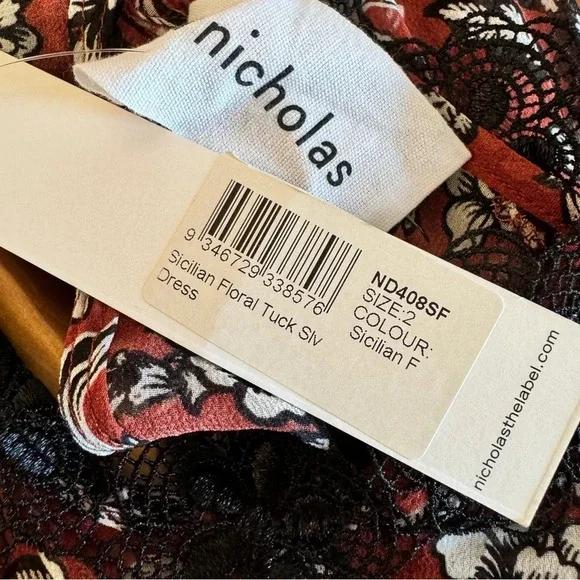 nicholas
9 346729 338576
Sicilian Floral Tuck Slv
Dress
ND408SF
SIZE:2
COLOUR:
Sicilian F
nicholasthelabel.com